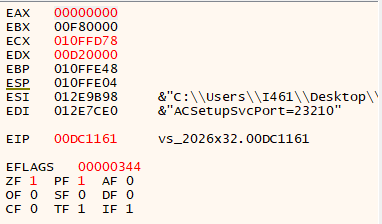 EAX 00000000
EBX 00F80000
ECX 010FFD78
EDX 00D20000
EBP 010FFE48
ESP 010FFE04
ESI 012E9B98 &"C:\\Users\\I461\\Desktop\\
EDI 012E7CE0 &"ACSetupSvcPort=23210"
EIP 00DC1161 vs_2026x32.00DC1161
EFLAGS 00000344
ZF 1 PF 1 AF 0
OF 0 SF 0 DF 0
CF 0 TF 1 IF 1